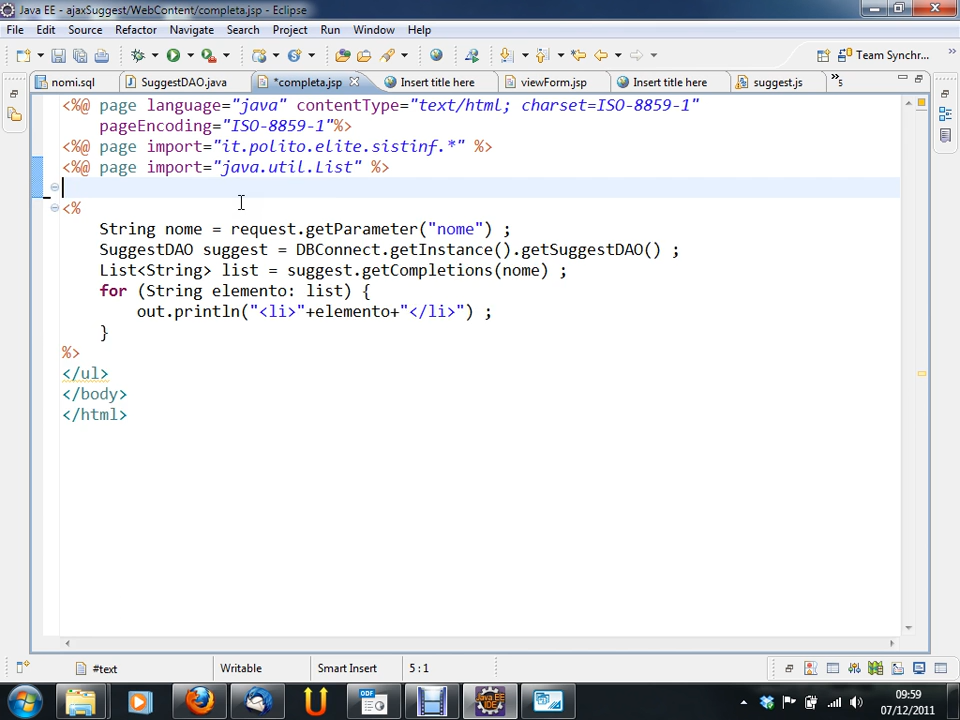 Java EE - ajaxSuggest/WebContent/completa.jsp - Eclipse
File Edit Source Refactor Navigate Search Project Run Window Help
Team Synchr... »
nomi.sql SuggestDAO.java *completa.jsp Insert title here viewForm.jsp Insert title here suggest.js »5
<%@ page language="java" contentType="text/html; charset=ISO-8859-1"
pageEncoding="ISO-8859-1"%>
<%@ page import="it.polito.elite.sistinf.*" %>
<%@ page import="java.util.List" %>
<%
String nome = request.getParameter("nome") ;
SuggestDAO suggest = DBConnect.getInstance().getSuggestDAO() ;
List<String> list = suggest.getCompletions(nome) ;
for (String elemento: list) {
out.println("<li>"+elemento+"</li>") ;
}
%>
</ul>
</body>
</html>
#text Writable Smart Insert 5 : 1
Java EE IDE
ODF
09:59
07/12/2011